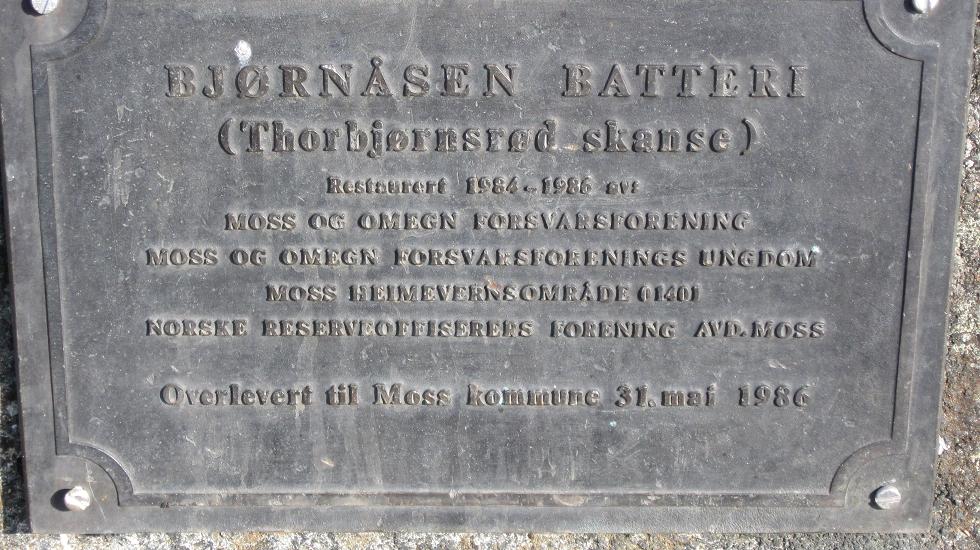 BJØRNÅSEN BATTERI
(Thorbjørnsrød skanse)
Restaurert 1984-1986 av:
MOSS OG OMEGN FORSVARSFORENING
MOSS OG OMEGN FORSVARSFORENINGS UNGDOM
MOSS HEIMEVERNSOMRÅDE 01401
NORSKE RESERVEOFFISERERS FORENING AVD. MOSS
Overlevert til Moss kommune 31. mai 1986